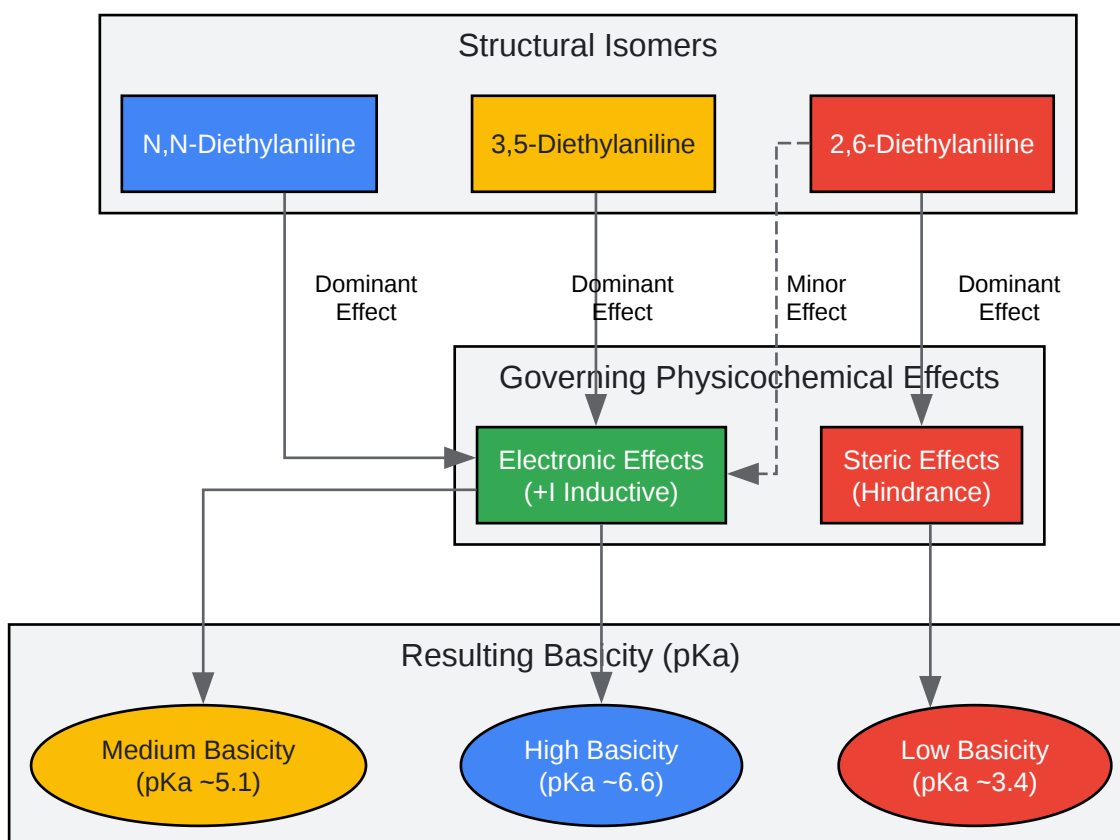 Structural Isomers
N,N-Diethylaniline
3,5-Diethylaniline
2,6-Diethylaniline
Dominant
Effect
Dominant
Effect
Minor
Effect
Dominant
Effect
Governing Physicochemical Effects
Electronic Effects
(+I Inductive)
Steric Effects
(Hindrance)
Resulting Basicity (pKa)
Medium Basicity
(pKa ~5.1)
High Basicity
(pKa ~6.6)
Low Basicity
(pKa ~3.4)